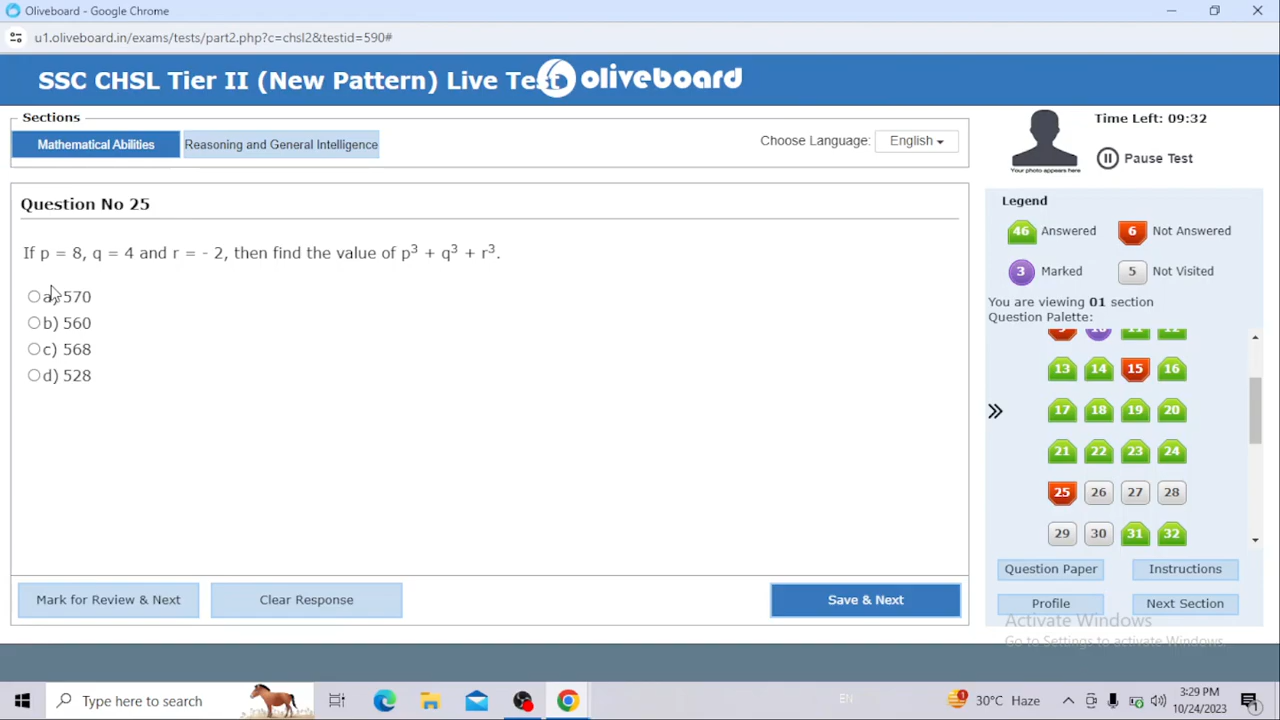 Oliveboard - Google Chrome
u1.oliveboard.in/exams/tests/part2.php?c=chsl2&testid=590#
SSC CHSL Tier II (New Pattern) Live Test
oliveboard
Sections
Mathematical Abilities
Reasoning and General Intelligence
Choose Language:
English
Your photo appears here
Time Left: 09:32
Pause Test
Question No 25
If p = 8, q = 4 and r = - 2, then find the value of p³ + q³ + r³.
a) 570
b) 560
c) 568
d) 528
Legend
46 Answered
6 Not Answered
3 Marked
5 Not Visited
You are viewing 01 section
Question Palette:
9 10 11 12
13 14 15 16
17 18 19 20
21 22 23 24
25 26 27 28
29 30 31 32
Mark for Review & Next
Clear Response
Save & Next
Question Paper
Instructions
Profile
Next Section
Activate Windows
Go to Settings to activate Windows.
Type here to search
EN
1
30°C Haze
3:29 PM
10/24/2023
1